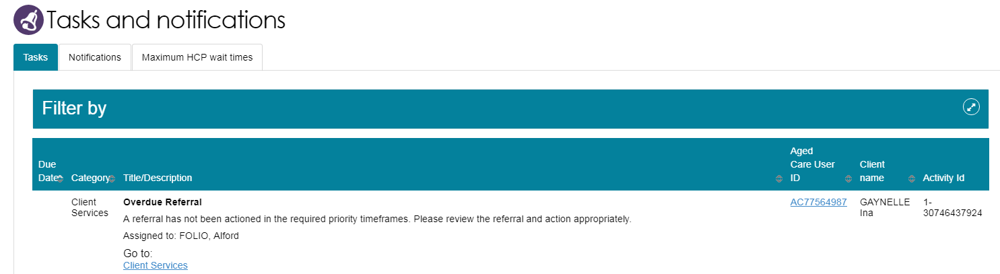 Tasks and notifications
Tasks Notifications Maximum HCP wait times
Filter by
Due Date Category Title/Description Aged Care User ID Client name Activity Id
Client Services
Overdue Referral
A referral has not been actioned in the required priority timeframes. Please review the referral and action appropriately.
Assigned to: FOLIO, Alford
Go to:
Client Services
AC77564987
GAYNELLE
Ina
1-
30746437924